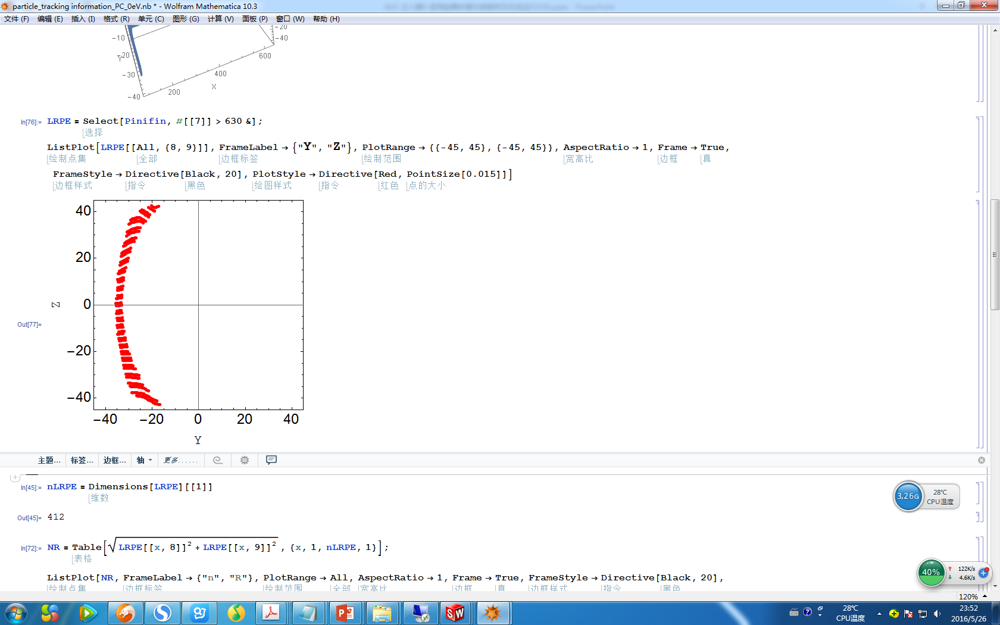 particle_tracking information_PC_0eV.nb * - Wolfram Mathematica 10.3
文件 (F) 编辑 (E) 插入 (I) 格式 (R) 单元 (C) 图形 (G) 计算 (V) 面板 (P) 窗口 (W) 帮助 (H)
-20
-10
-40
Y
-20
600
-30
400
X
200
-40
In[76]:= LRPE = Select[Pinifin, #[[7]] > 630 &];
选择
ListPlot[LRPE[[All, {8, 9}]], FrameLabel → {"Y", "Z"}, PlotRange → {{-45, 45}, {-45, 45}}, AspectRatio → 1, Frame → True,
绘制点集 全部 边框标签 绘制范围 宽高比 边框 真
FrameStyle → Directive[Black, 20], PlotStyle → Directive[Red, PointSize[0.015]]]
边框样式 指令 黑色 绘图样式 指令 红色 点的大小
40
20
Z
0
Out[77]=
-20
-40
-40 -20 0 20 40
Y
主题... 标签... 边框... 轴 更多......
In[45]:= nLRPE = Dimensions[LRPE][[1]]
维数
Out[45]= 412
In[72]:= NR = Table[√LRPE[[x, 8]]² + LRPE[[x, 9]]², {x, 1, nLRPE, 1}];
表格
ListPlot[NR, FrameLabel → {"n", "R"}, PlotRange → All, AspectRatio → 1, Frame → True, FrameStyle → Directive[Black, 20],
绘制点集 边框标签 绘制范围 全部 宽高比 边框 真 边框样式 指令 黑色
3.26G 28℃
CPU温度
40% 122K/s
4.6K/s
120%
28℃
CPU温度
23:52
2016/5/26